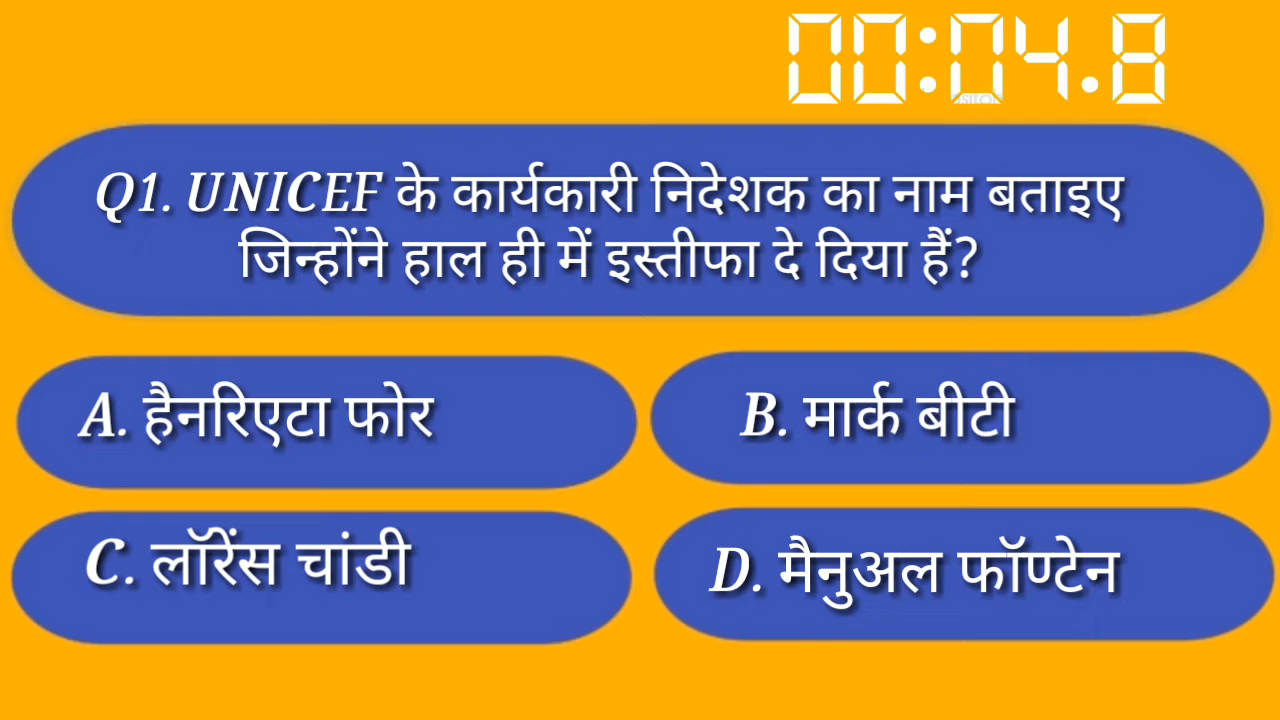 00:04.8
Q1. UNICEF के कार्यकारी निदेशक का नाम बताइए
जिन्होंने हाल ही में इस्तीफा दे दिया हैं?
A. हैनरिएटा फोर
B. मार्क बीटी
C. लॉरेंस चांडी
D. मैनुअल फॉण्टेन